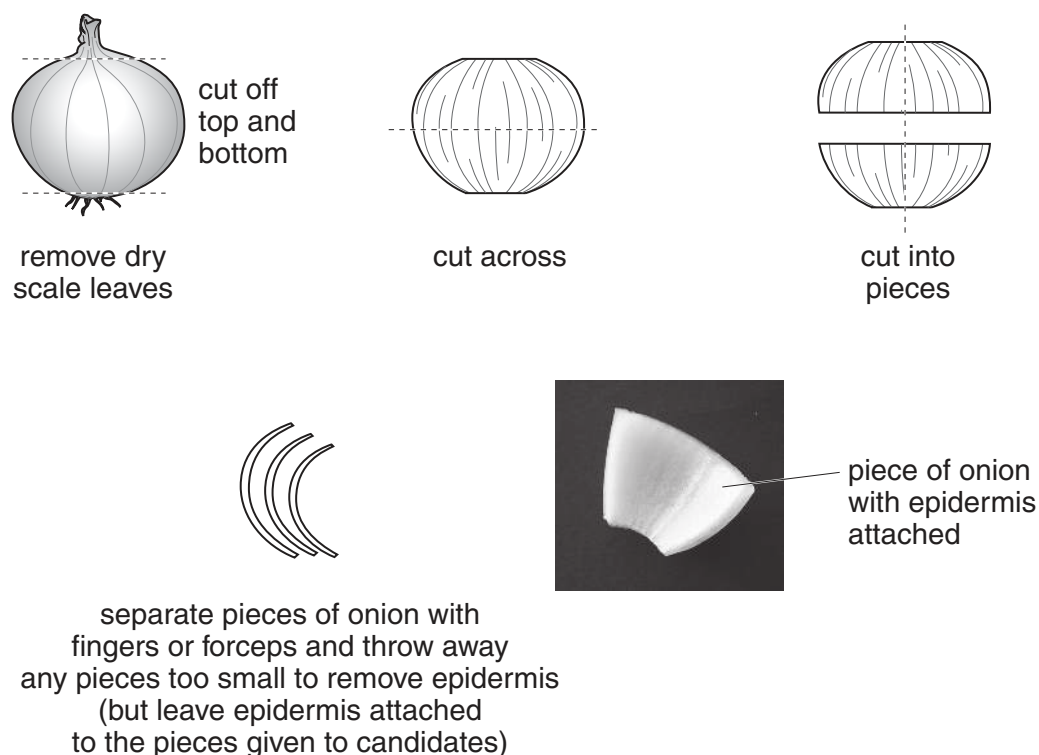 cut off
top and
bottom
remove dry
scale leaves
cut across
cut into
pieces
piece of onion
with epidermis
attached
separate pieces of onion with
fingers or forceps and throw away
any pieces too small to remove epidermis
(but leave epidermis attached
to the pieces given to candidates)